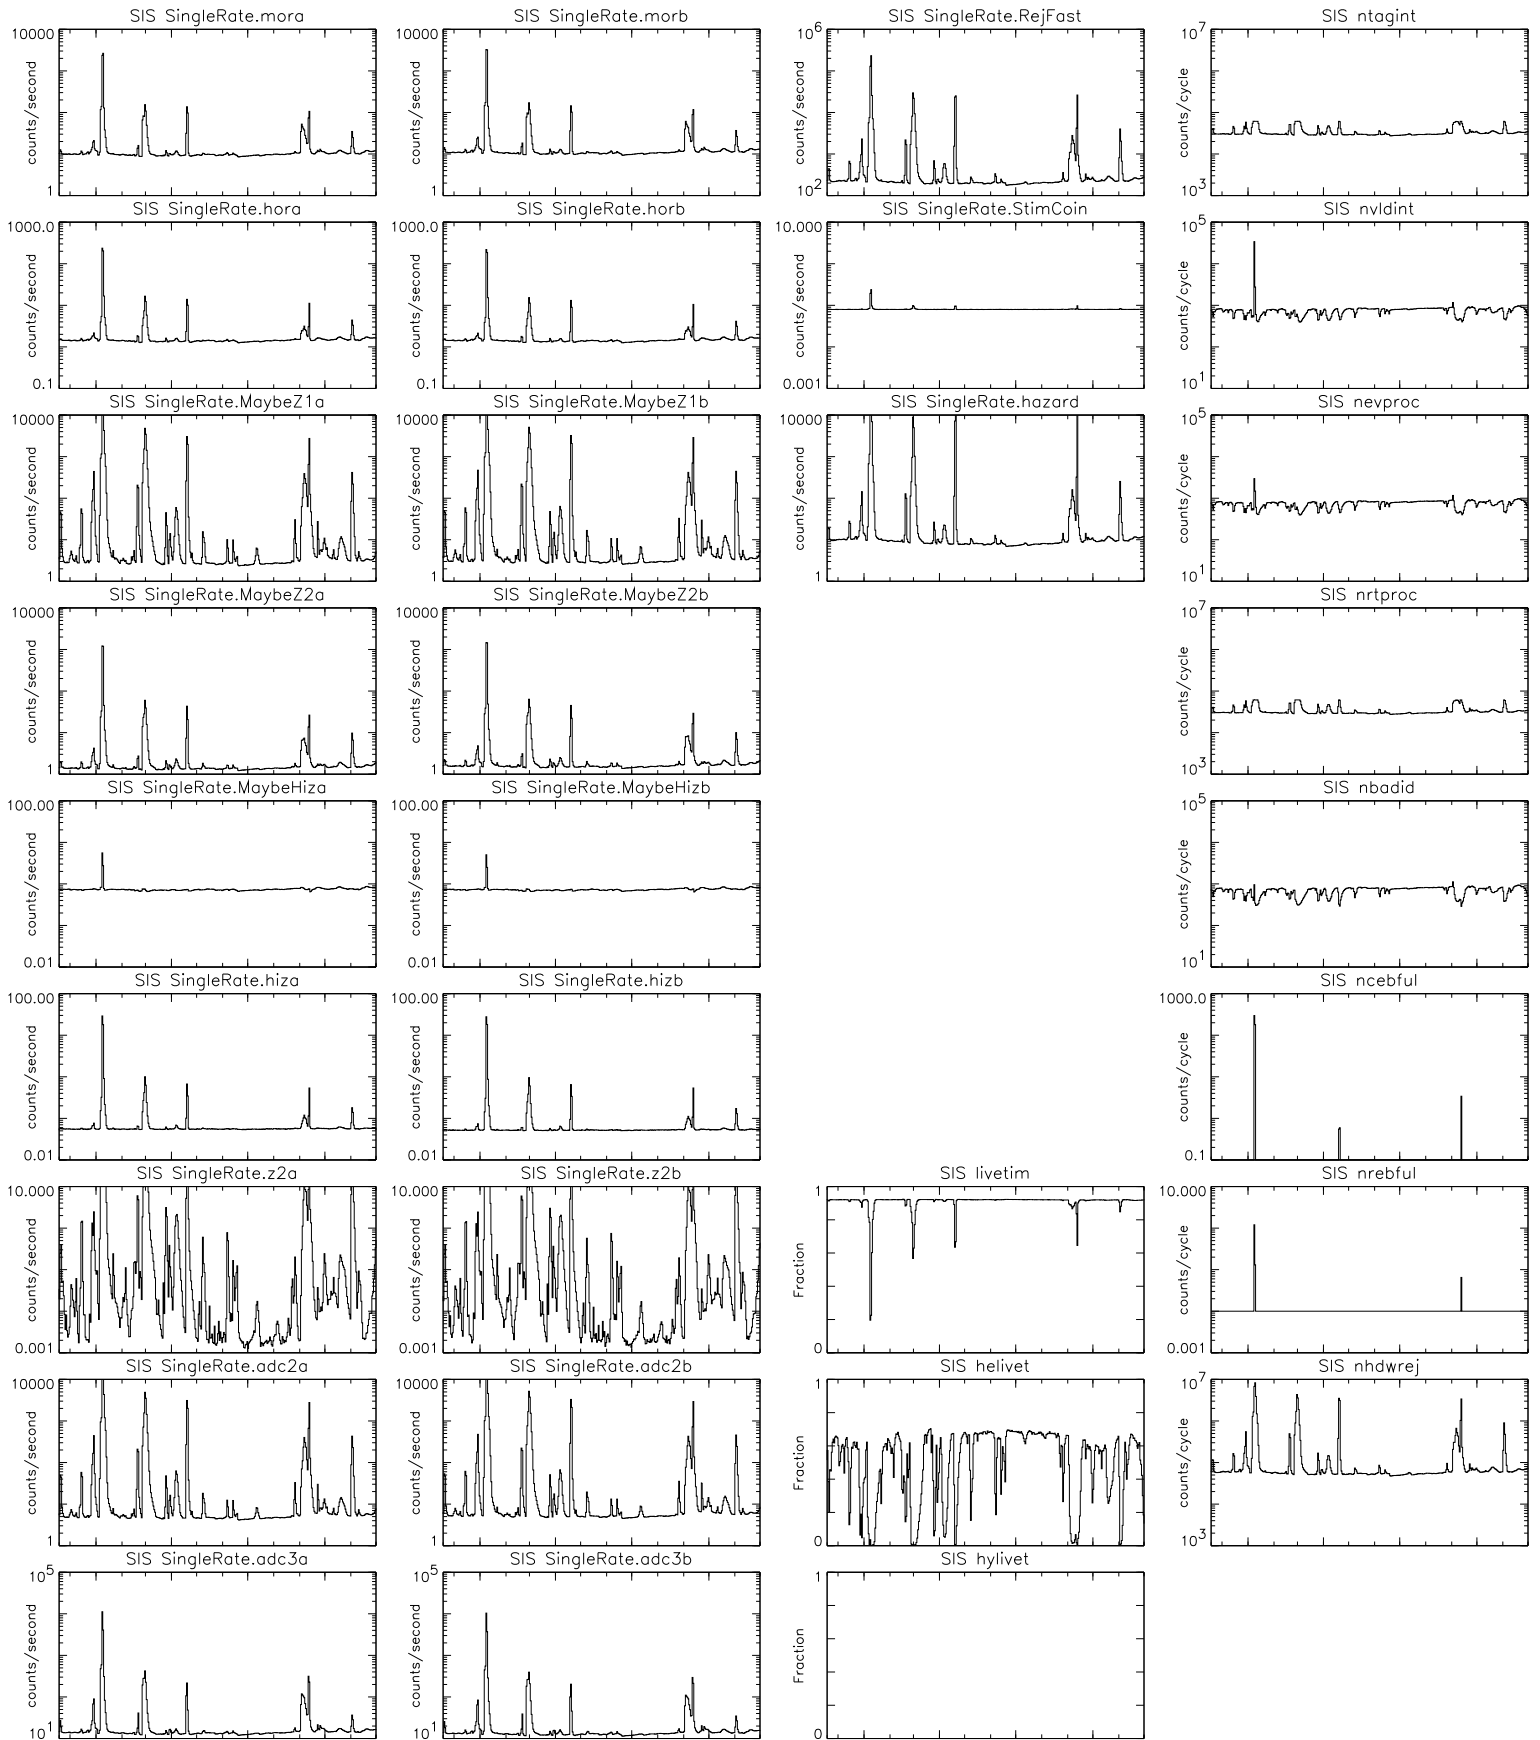 SIS SingleRate.mora
SIS SingleRate.morb
SIS SingleRate.RejFast
SIS ntagint
10000
counts/second
1
10000
counts/second
1
10^6
counts/second
10^2
10^7
counts/cycle
10^3
SIS SingleRate.hora
SIS SingleRate.horb
SIS SingleRate.StimCoin
SIS nvldint
1000.0
counts/second
0.1
1000.0
counts/second
0.1
10.000
counts/second
0.001
10^5
counts/cycle
10^1
SIS SingleRate.MaybeZ1a
SIS SingleRate.MaybeZ1b
SIS SingleRate.hazard
SIS nevproc
10000
counts/second
1
10000
counts/second
1
10000
counts/second
1
10^5
counts/cycle
10^1
SIS SingleRate.MaybeZ2a
SIS SingleRate.MaybeZ2b
SIS nrtproc
10000
counts/second
1
10000
counts/second
1
10^7
counts/cycle
10^3
SIS SingleRate.MaybeHiza
SIS SingleRate.MaybeHizb
SIS nbadid
100.00
counts/second
0.01
100.00
counts/second
0.01
10^5
counts/cycle
10^1
SIS SingleRate.hiza
SIS SingleRate.hizb
SIS ncebful
100.00
counts/second
0.01
100.00
counts/second
0.01
1000.0
counts/cycle
0.1
SIS SingleRate.z2a
SIS SingleRate.z2b
SIS livetim
SIS nrebful
10.000
counts/second
0.001
10.000
counts/second
0.001
1
Fraction
0
10.000
counts/cycle
0.001
SIS SingleRate.adc2a
SIS SingleRate.adc2b
SIS helivet
SIS nhdwrej
10000
counts/second
1
10000
counts/second
1
1
Fraction
0
10^7
counts/cycle
10^3
SIS SingleRate.adc3a
SIS SingleRate.adc3b
SIS hylivet
10^5
counts/second
10^1
10^5
counts/second
10^1
1
Fraction
0